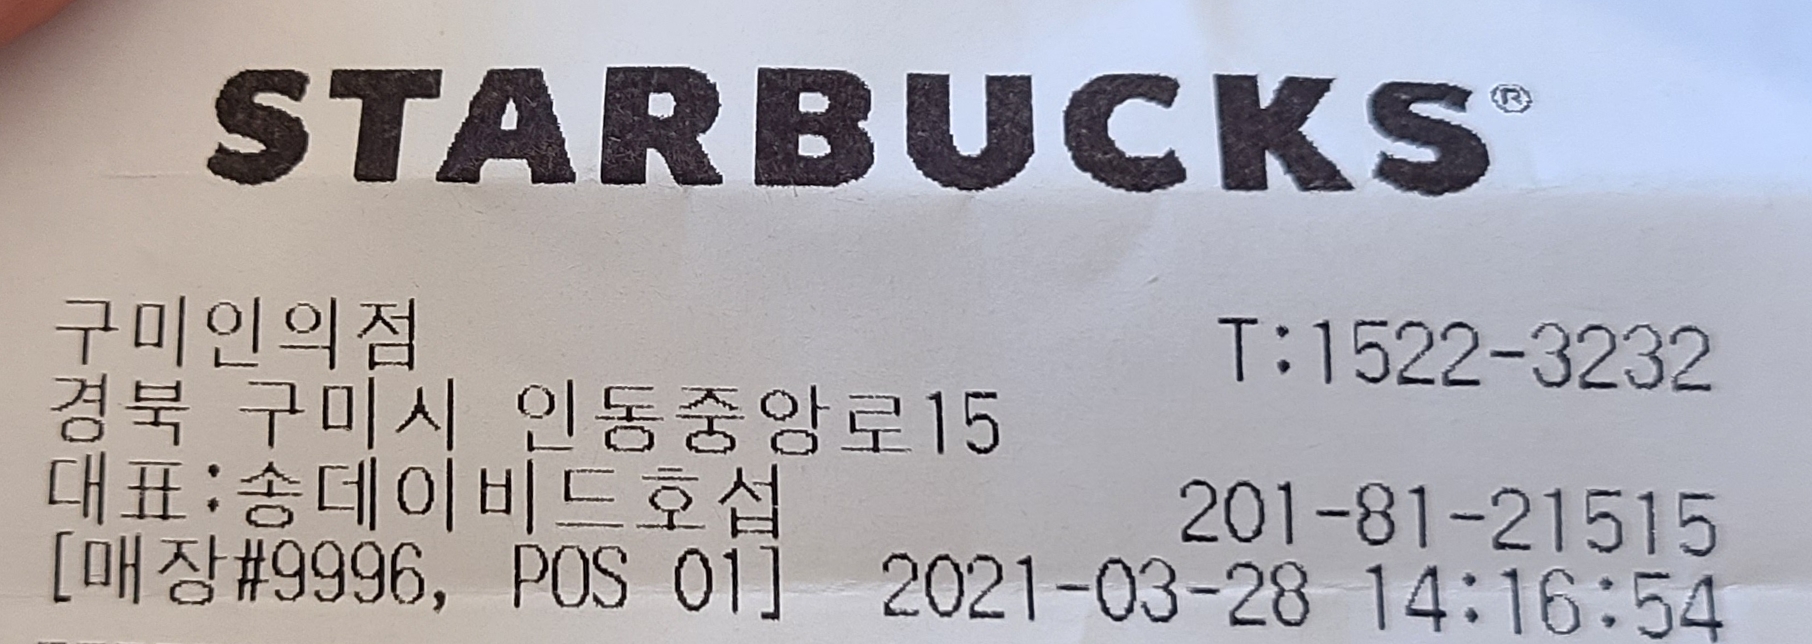 STARBUCKS®
구미인의점 T:1522-3232
경북 구미시 인동중앙로15
대표:송데이비드호섭 201-81-21515
[매장#9996, POS 01] 2021-03-28 14:16:54